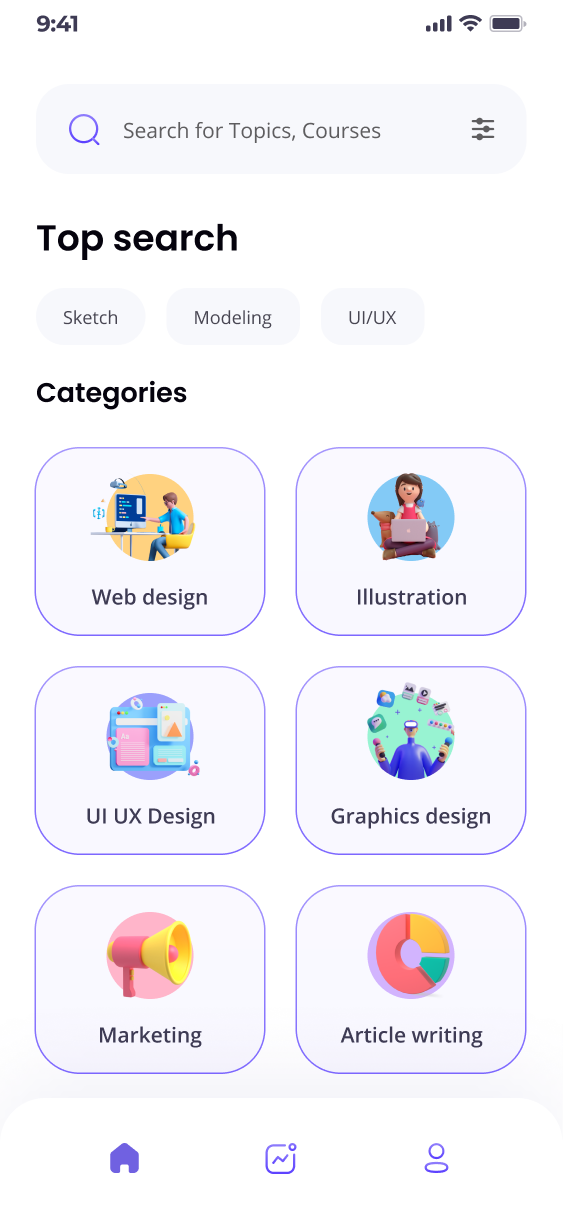 9:41
Search for Topics, Courses
Top search
Sketch
Modeling
UI/UX
Categories
Web design
Illustration
UI UX Design
Graphics design
Marketing
Article writing